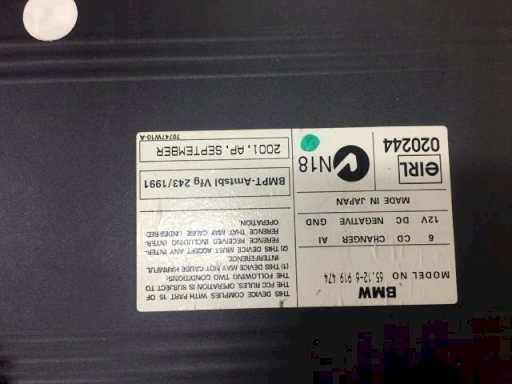 BMW
MODEL NO 65.12-6 919 474
6 CD CHANGER AI
12V DC NEGATIVE GND
MADE IN JAPAN
eIRL
020244
N18
THIS DEVICE COMPLIES WITH PART 15 OF
THE FCC RULES OPERATION IS SUBJECT TO
THE FOLLOWING TWO CONDITIONS:
(1) THIS DEVICE MAY NOT CAUSE HARMFUL
INTERFERENCE.
(2) THIS DEVICE MUST ACCEPT ANY INTER-
FERENCE RECEIVED INCLUDING INTER-
FERENCE THAT MAY CAUSE UNDESIRED
OPERATION.
BMPT-Amtsbl Vfg 243/1991
2001. AP. SEPTEMBER
70747W10-A